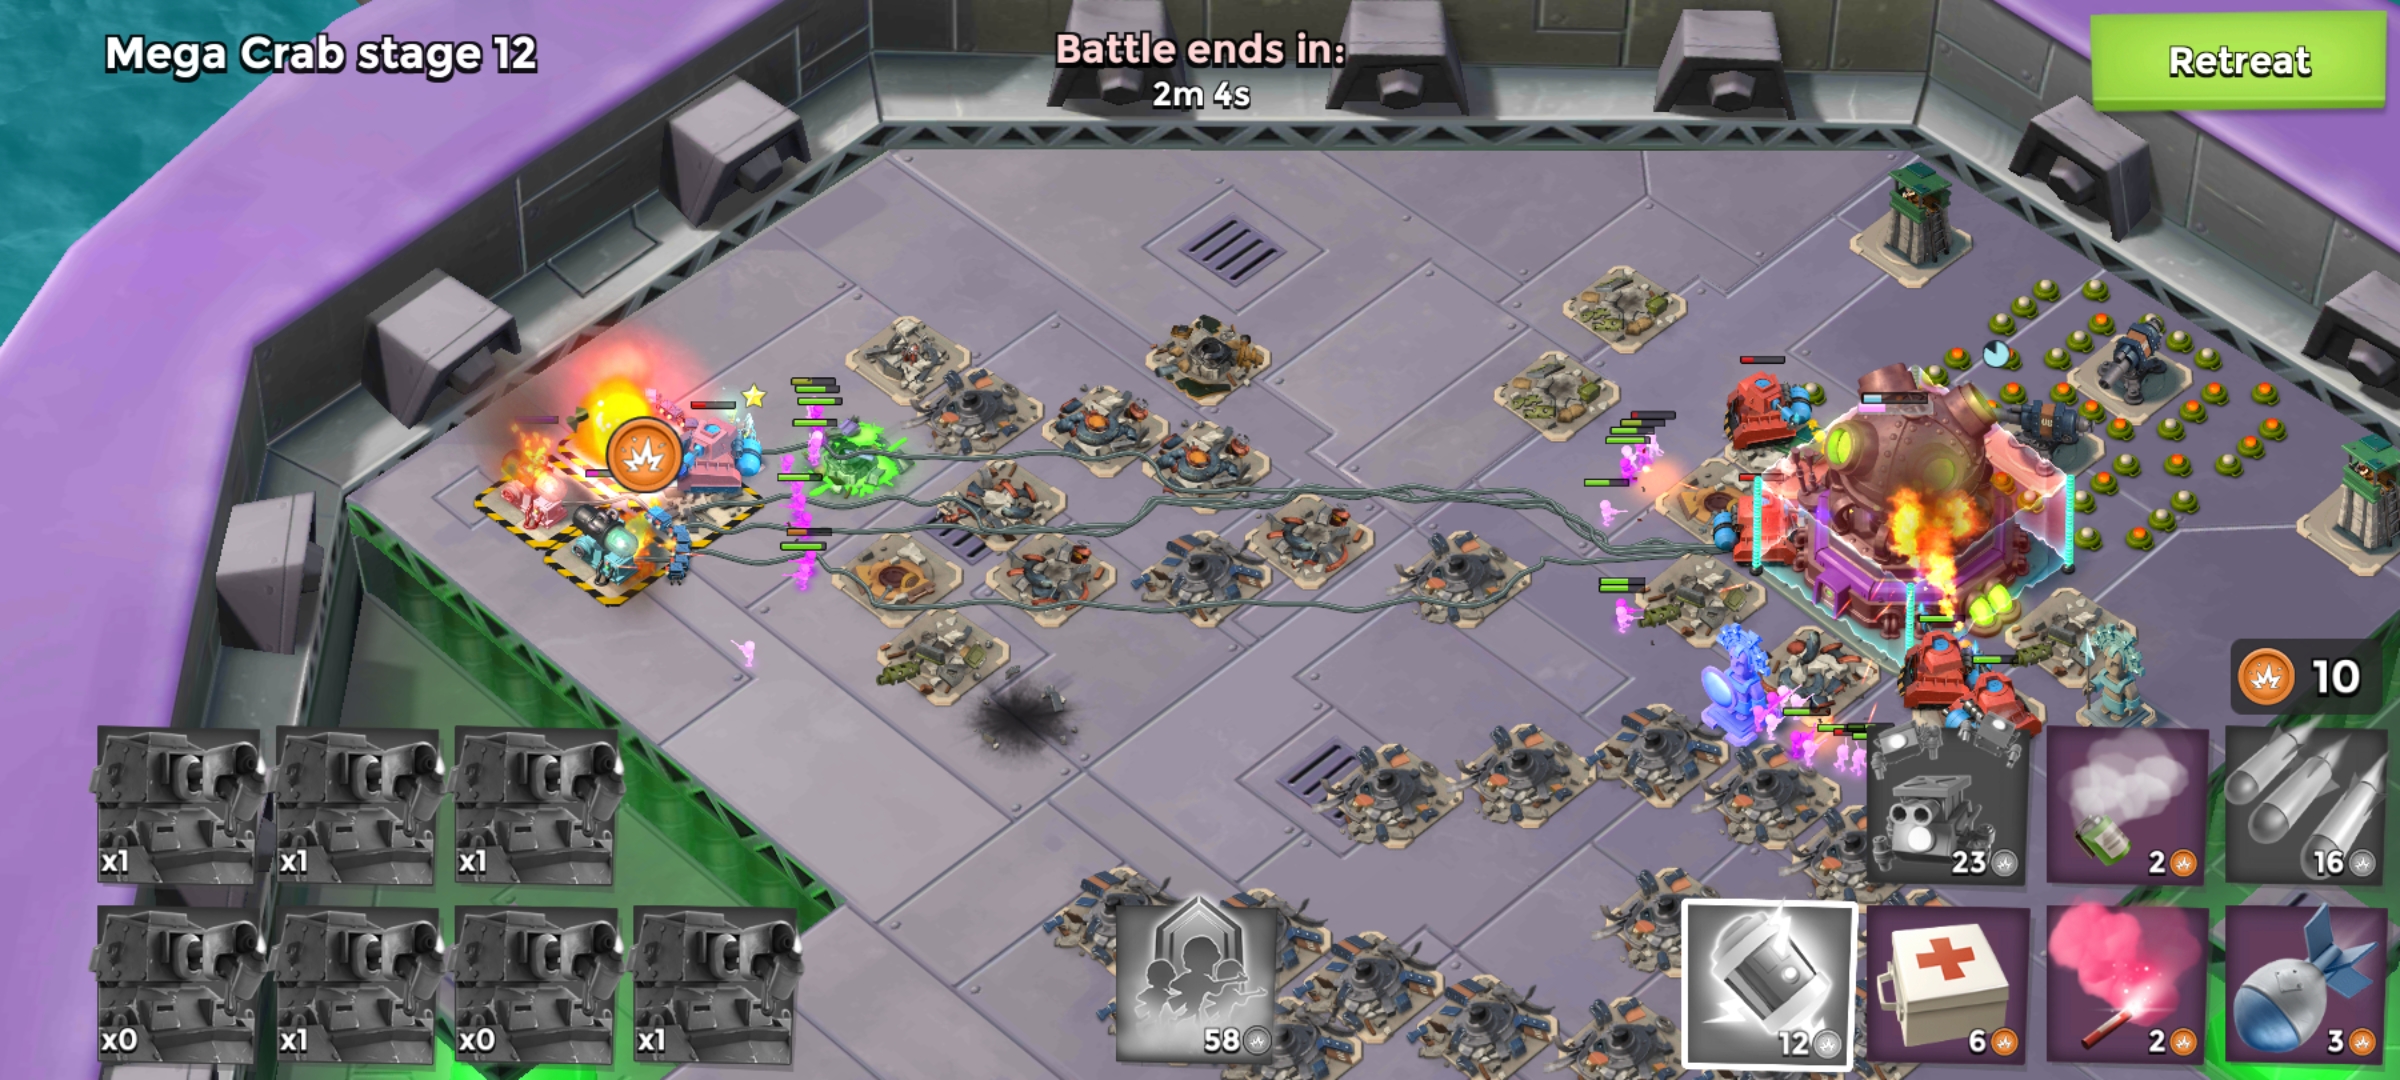 Mega Crab stage 12
Battle ends in:
2m 4s
Retreat
10
x1
x1
x1
23
2
16
x0
x1
x0
x1
58
12
6
2
3